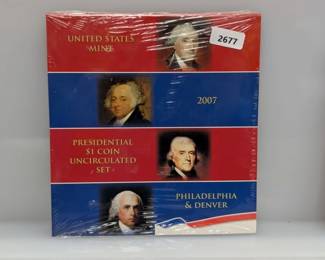 UNITED STATES
MINT
2677
2007
PRESIDENTIAL
$1 COIN
UNCIRCULATED
SET
PHILADELPHIA
& DENVER